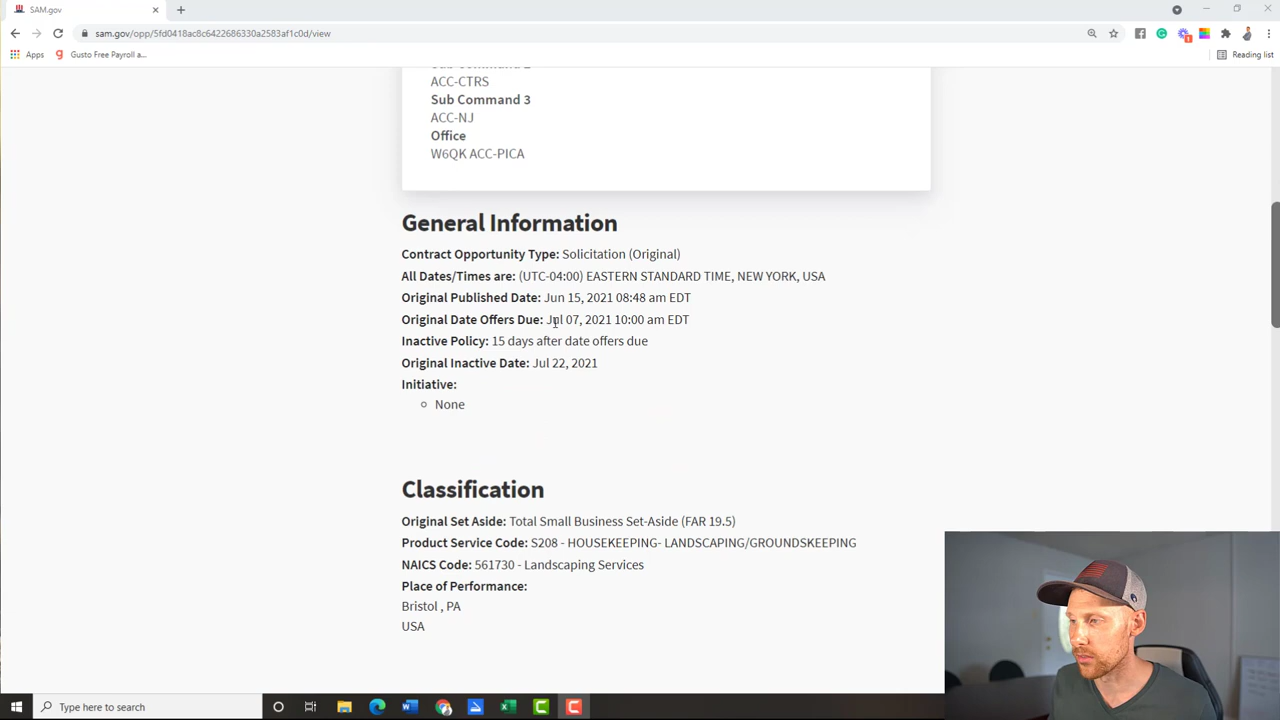 SAM.gov
sam.gov/opp/5fd0418ac8c6422686330a2583af1c0d/view
Apps
Gusto Free Payroll a...
Reading list
Sub Command 2
ACC-CTRS
Sub Command 3
ACC-NJ
Office
W6QK ACC-PICA
General Information
Contract Opportunity Type: Solicitation (Original)
All Dates/Times are: (UTC-04:00) EASTERN STANDARD TIME, NEW YORK, USA
Original Published Date: Jun 15, 2021 08:48 am EDT
Original Date Offers Due: Jul 07, 2021 10:00 am EDT
Inactive Policy: 15 days after date offers due
Original Inactive Date: Jul 22, 2021
Initiative:
None
Classification
Original Set Aside: Total Small Business Set-Aside (FAR 19.5)
Product Service Code: S208 - HOUSEKEEPING- LANDSCAPING/GROUNDSKEEPING
NAICS Code: 561730 - Landscaping Services
Place of Performance:
Bristol , PA
USA
Type here to search